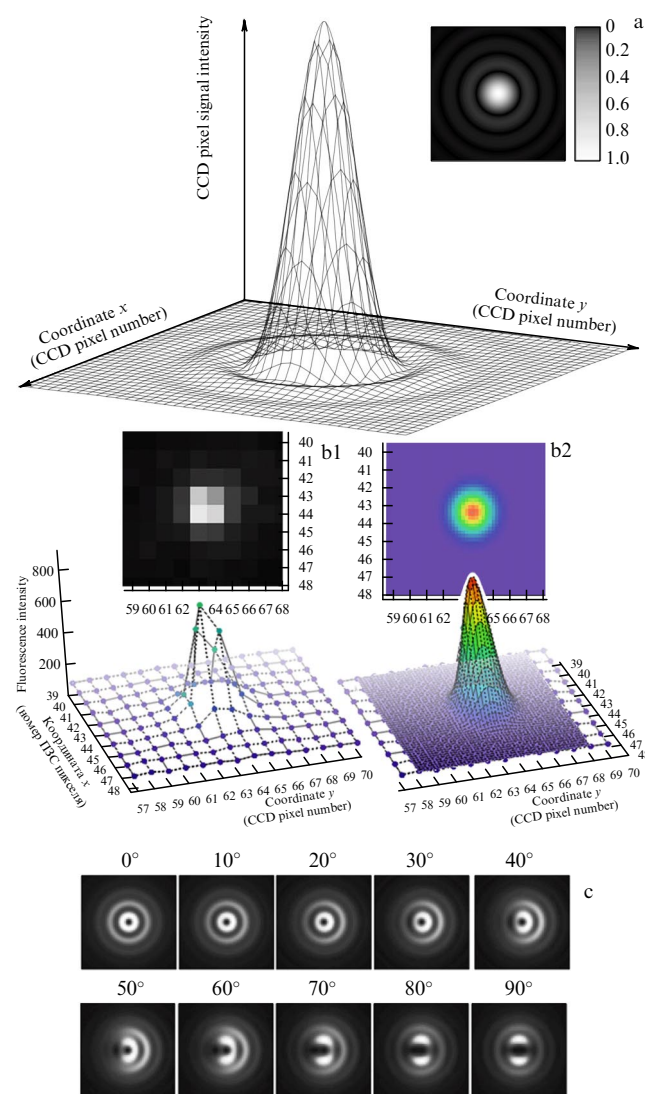 a
CCD pixel signal intensity
0
0.2
0.4
0.6
0.8
1.0
Coordinate x
(CCD pixel number)
Coordinate y
(CCD pixel number)
b1
40
41
42
43
44
45
46
47
48
59 60 61 62 64 65 66 67 68
b2
40
41
42
43
44
45
46
47
48
59 60 61 62 65 66 67 68
Fluorescence intensity
800
600
400
200
39
40
41
42
43
44
45
46
47
48
Координата x
(номер ПЗС пикселя)
57 58 59 60 61 62 63 64 65 66 67 68 69 70
Coordinate y
(CCD pixel number)
39
40
41
42
43
44
45
46
47
57 58 59 60 61 62 63 64 65 66 67 68 69 70
Coordinate y
(CCD pixel number)
c
0° 10° 20° 30° 40°
50° 60° 70° 80° 90°